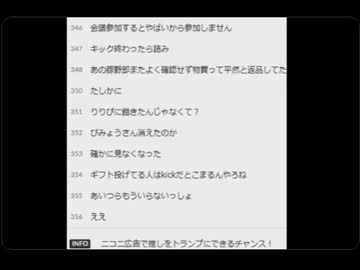 346 会議参加するとやばいから参加しません
347 キック終わったら詰み
348 あの豚野郎またよく確認せず物買って平然と返品してた
350 たしかに
351 りりぴに飽きたんじゃなくて？
352 びみょうさん消えたのか
353 確かに見なくなった
354 ギフト投げてる人はkickだとこまるんやろね
355 あいつらもういらないっしょ
356 ええ
INFO ニコニ広告で推しをトランプにできるチャンス！